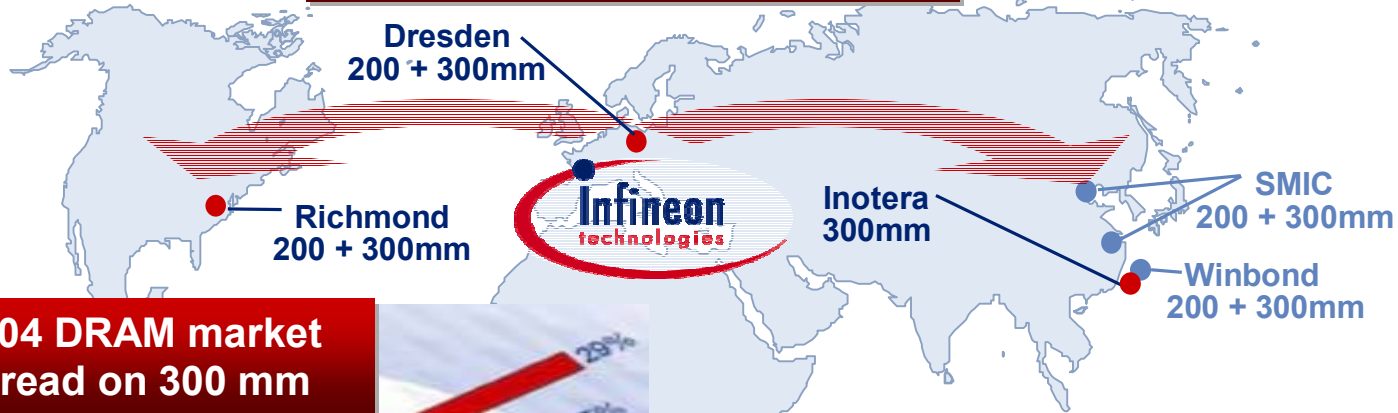 Dresden
200 + 300mm
Infineon
technologies
Richmond
200 + 300mm
Inotera
300mm
SMIC
200 + 300mm
Winbond
200 + 300mm
04 DRAM market
read on 300 mm
29%